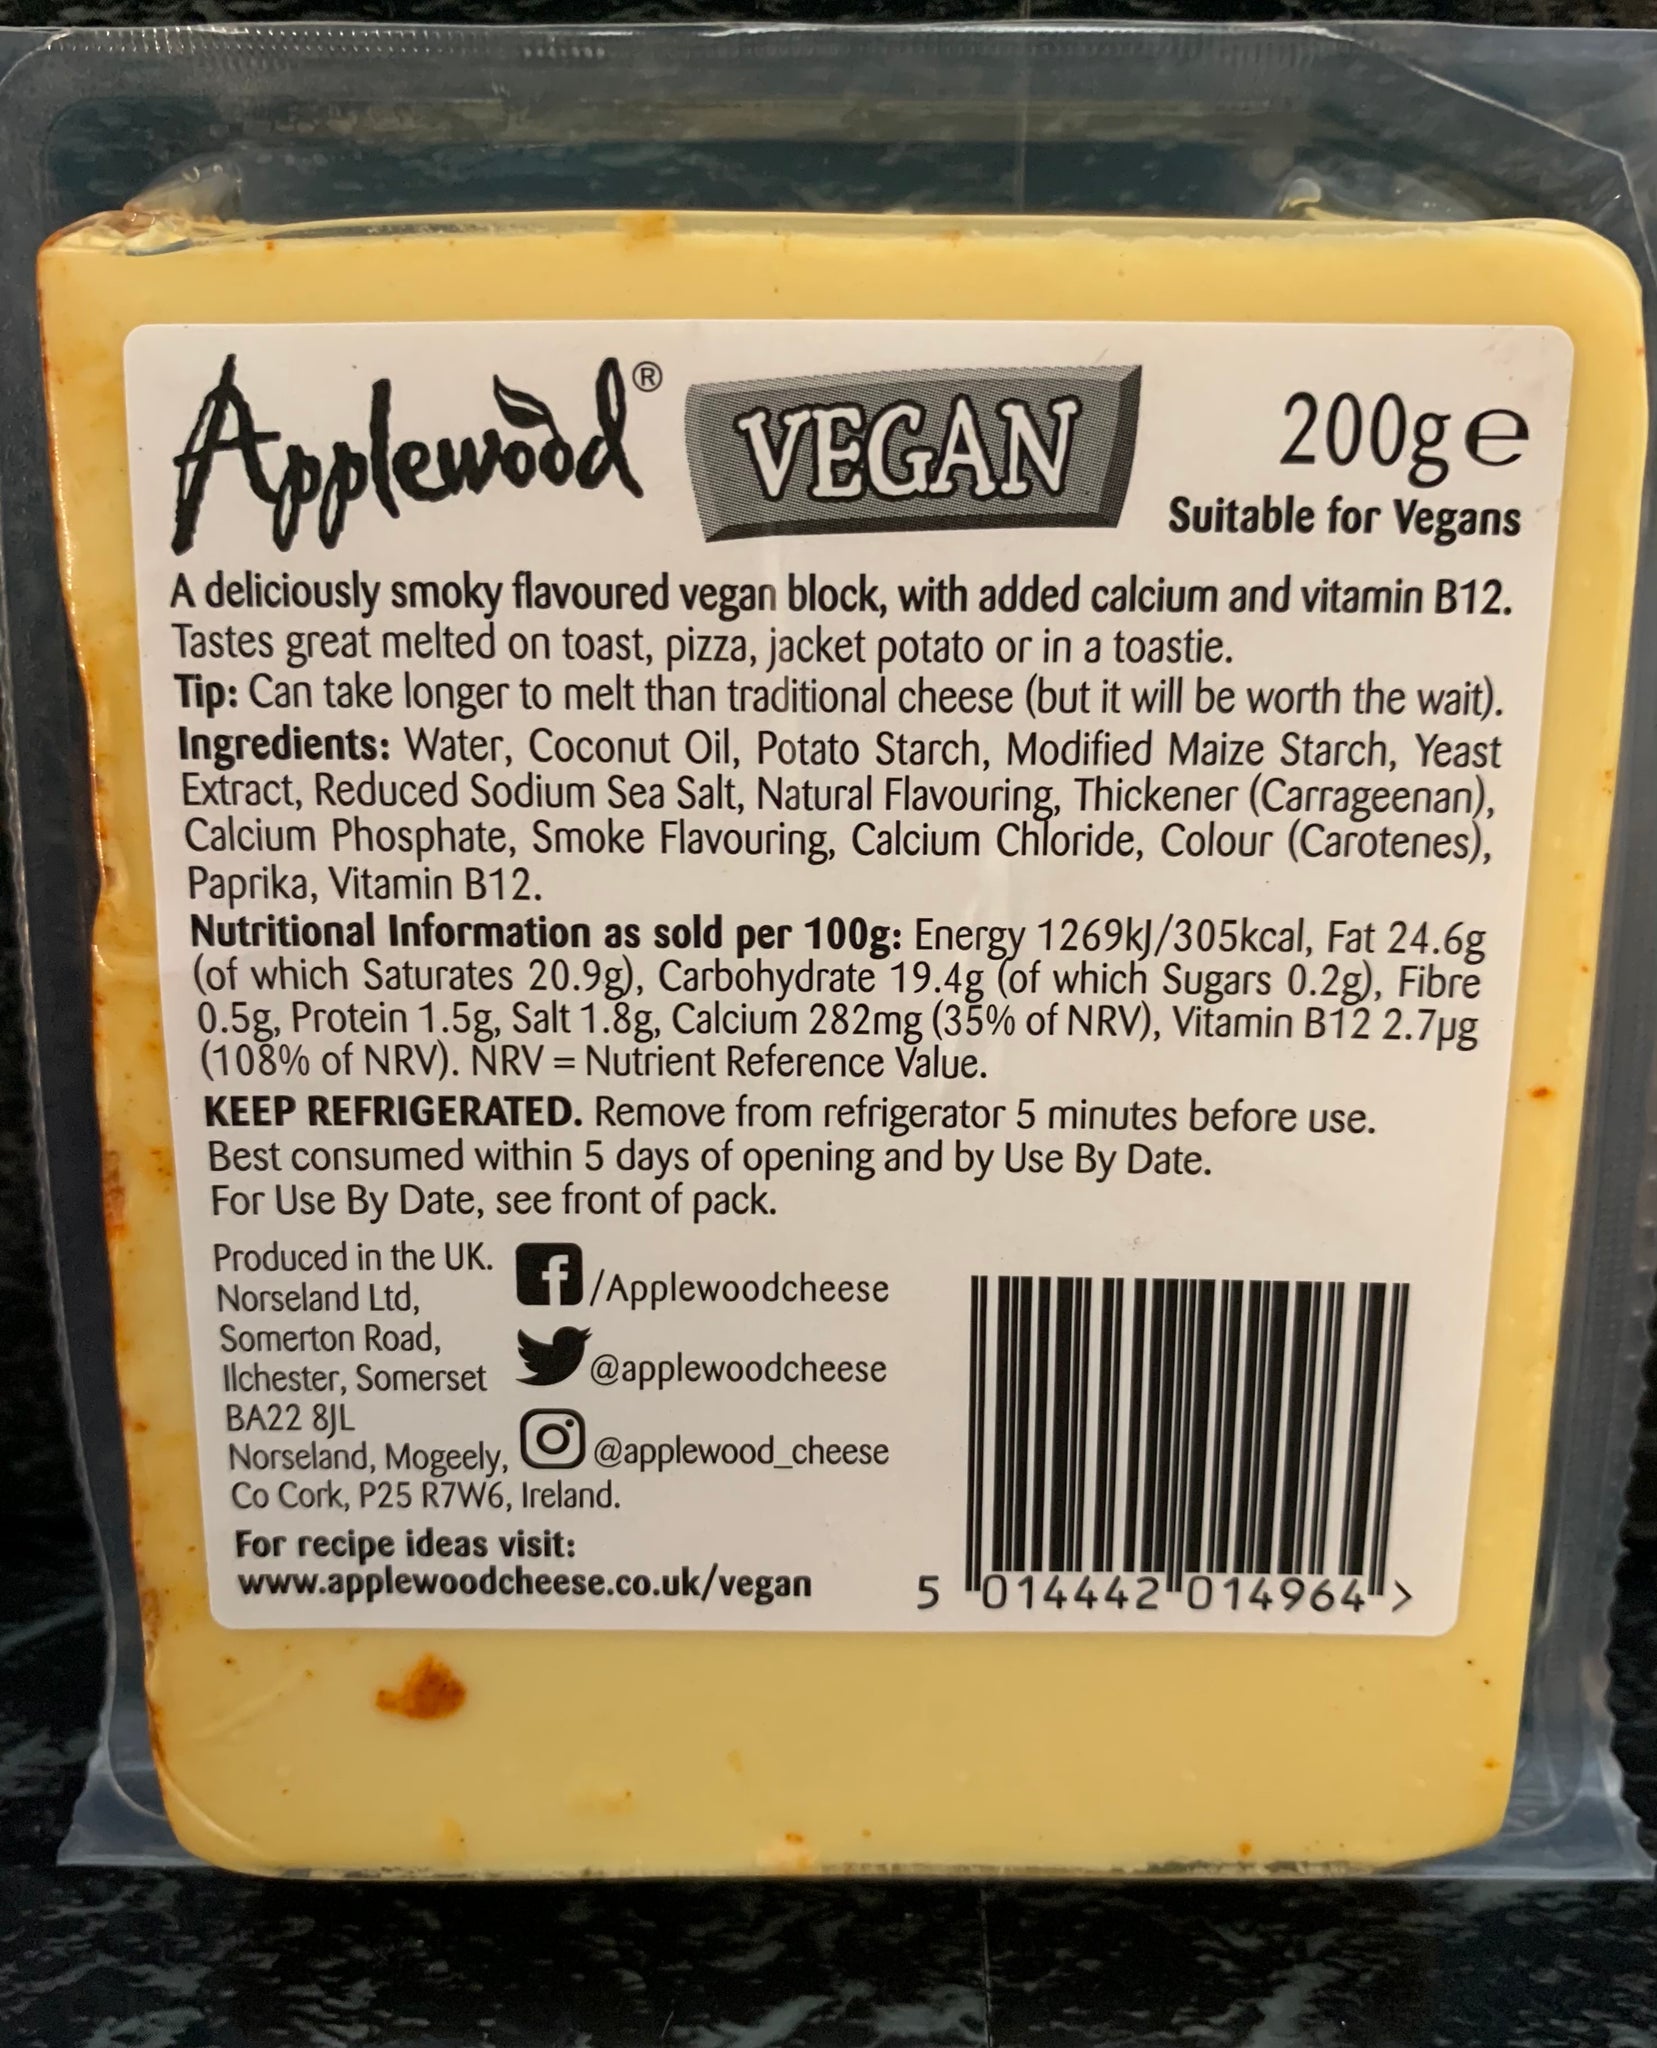 Applewood® VEGAN 200g℮
Suitable for Vegans
A deliciously smoky flavoured vegan block, with added calcium and vitamin B12.
Tastes great melted on toast, pizza, jacket potato or in a toastie.
Tip: Can take longer to melt than traditional cheese (but it will be worth the wait).
Ingredients: Water, Coconut Oil, Potato Starch, Modified Maize Starch, Yeast
Extract, Reduced Sodium Sea Salt, Natural Flavouring, Thickener (Carrageenan),
Calcium Phosphate, Smoke Flavouring, Calcium Chloride, Colour (Carotenes),
Paprika, Vitamin B12.
Nutritional Information as sold per 100g: Energy 1269kJ/305kcal, Fat 24.6g
(of which Saturates 20.9g), Carbohydrate 19.4g (of which Sugars 0.2g), Fibre
0.5g, Protein 1.5g, Salt 1.8g, Calcium 282mg (35% of NRV), Vitamin B12 2.7µg
(108% of NRV). NRV = Nutrient Reference Value.
KEEP REFRIGERATED. Remove from refrigerator 5 minutes before use.
Best consumed within 5 days of opening and by Use By Date.
For Use By Date, see front of pack.
Produced in the UK.
Norseland Ltd,
Somerton Road,
Ilchester, Somerset
BA22 8JL
Norseland, Mogeely,
Co Cork, P25 R7W6, Ireland.
f/Applewoodcheese
@applewoodcheese
@applewood_cheese
For recipe ideas visit:
www.applewoodcheese.co.uk/vegan
5 014442 014964 >